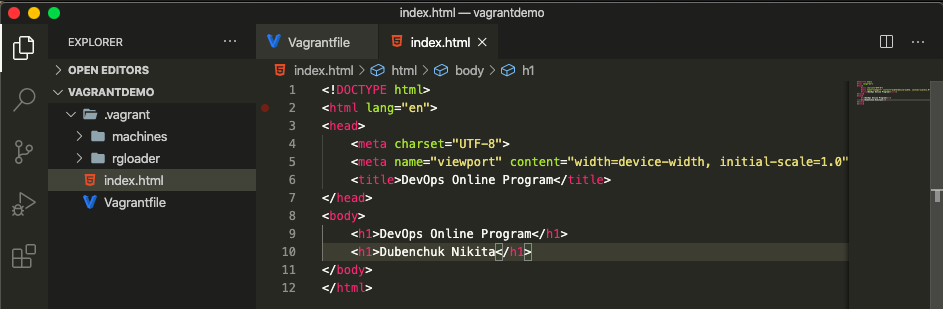 index.html — vagrantdemo
EXPLORER
OPEN EDITORS
VAGRANTDEMO
.vagrant
machines
rgloader
index.html
Vagrantfile
Vagrantfile
index.html
index.html > html > body > h1
1 <!DOCTYPE html>
2 <html lang="en">
3 <head>
4 <meta charset="UTF-8">
5 <meta name="viewport" content="width=device-width, initial-scale=1.0"
6 <title>DevOps Online Program</title>
7 </head>
8 <body>
9 <h1>DevOps Online Program</h1>
10 <h1>Dubenchuk Nikita</h1>
11 </body>
12 </html>